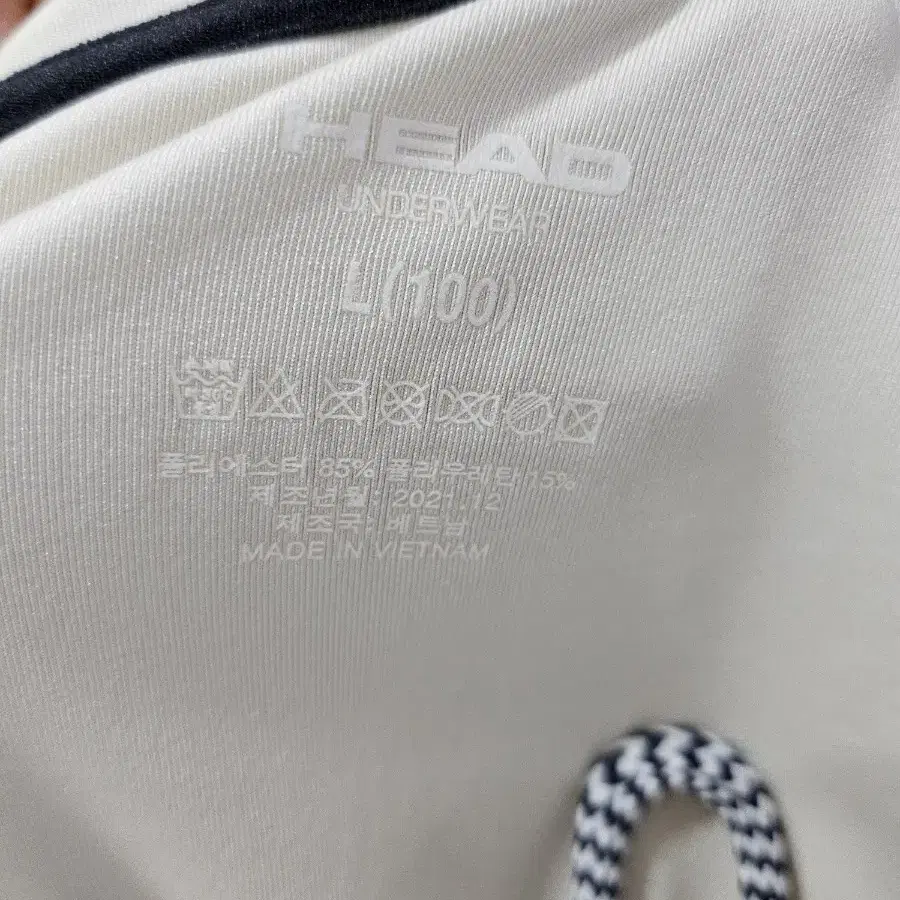 HEAD
UNDERWEAR
L(100)
폴리에스터 85% 폴리우레탄 15%
제조년월: 2021.12
제조국: 베트남
MADE IN VIETNAM